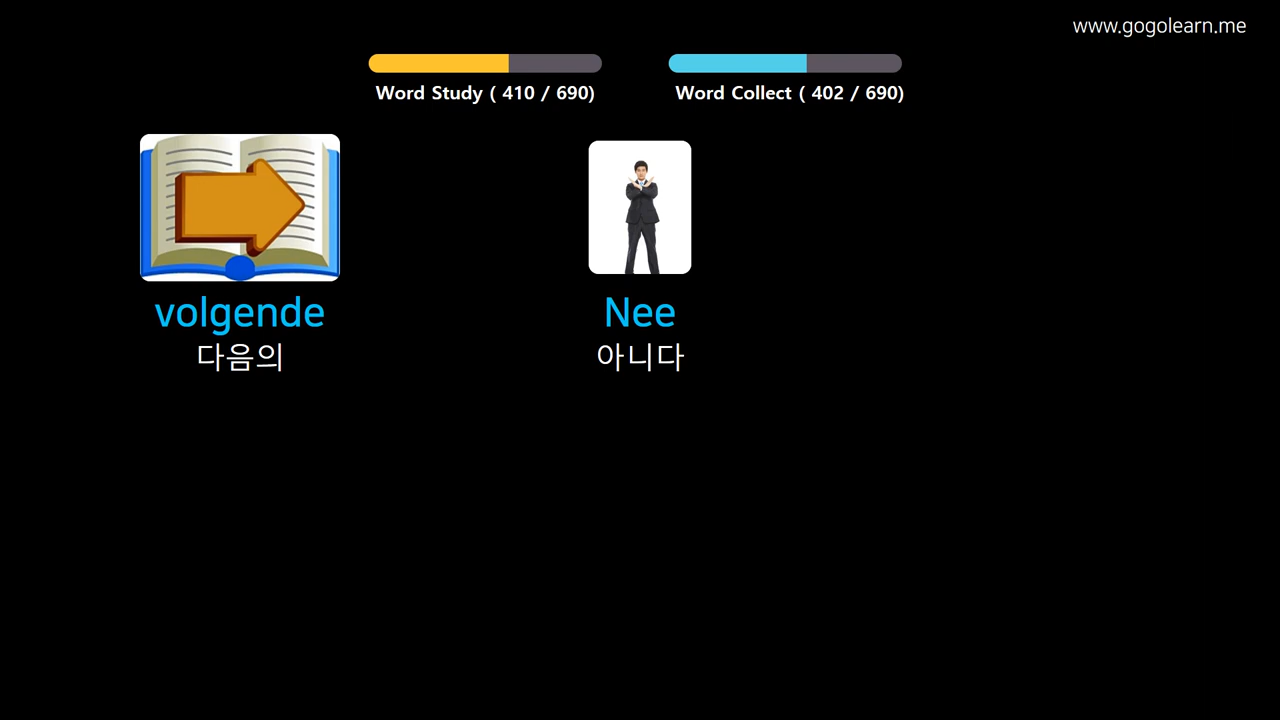 www.gogolearn.me
Word Study ( 410 / 690)
Word Collect ( 402 / 690)
volgende
다음의
Nee
아니다